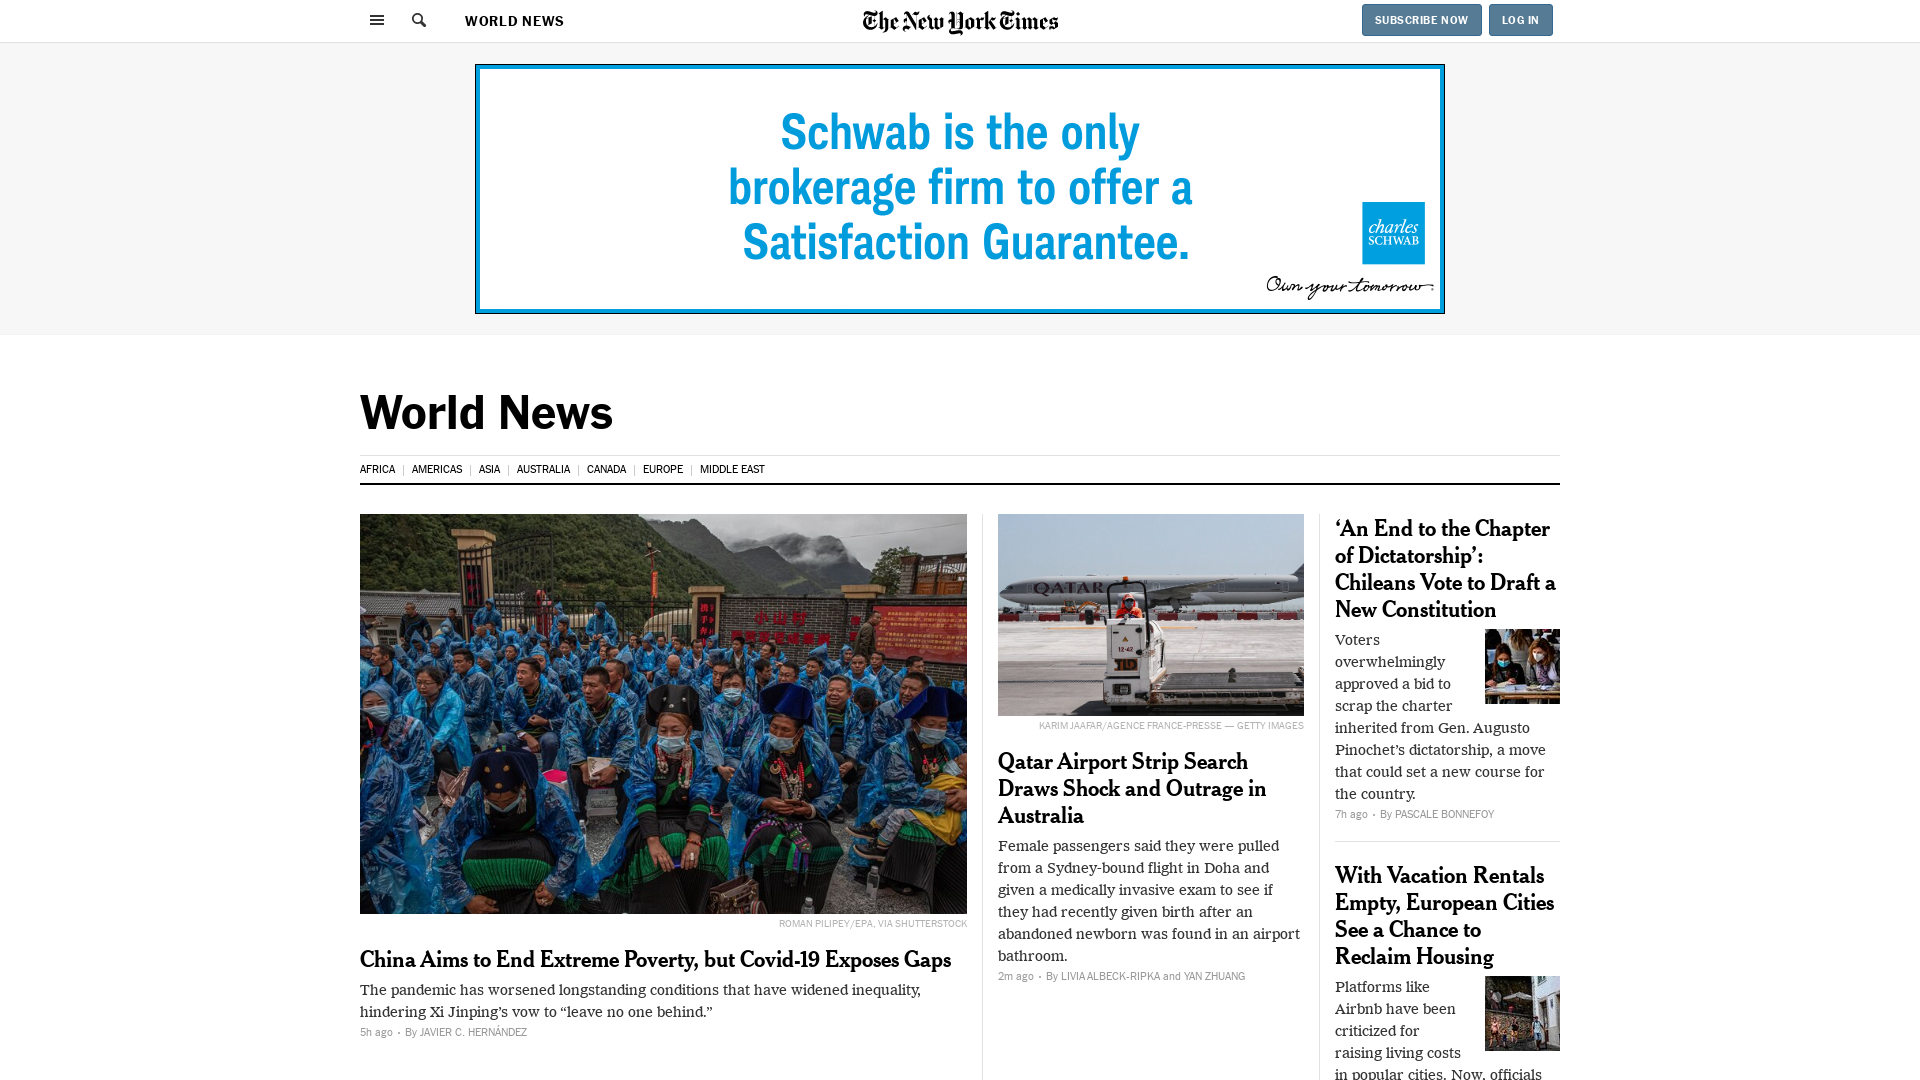 WORLD NEWS
The New York Times
SUBSCRIBE NOW
LOG IN
Schwab is the only
brokerage firm to offer a
Satisfaction Guarantee.
charles
SCHWAB
Own your tomorrow.
World News
AFRICA
AMERICAS
ASIA
AUSTRALIA
CANADA
EUROPE
MIDDLE EAST
ROMAN PILIPEY/EPA, VIA SHUTTERSTOCK
China Aims to End Extreme Poverty, but Covid-19 Exposes Gaps
The pandemic has worsened longstanding conditions that have widened inequality,
hindering Xi Jinping’s vow to “leave no one behind.”
5h ago • By JAVIER C. HERNÁNDEZ
QATAR
12-42
KARIM JAAFAR/AGENCE FRANCE-PRESSE — GETTY IMAGES
Qatar Airport Strip Search
Draws Shock and Outrage in
Australia
Female passengers said they were pulled
from a Sydney-bound flight in Doha and
given a medically invasive exam to see if
they had recently given birth after an
abandoned newborn was found in an airport
bathroom.
2m ago • By LIVIA ALBECK-RIPKA and YAN ZHUANG
‘An End to the Chapter
of Dictatorship’:
Chileans Vote to Draft a
New Constitution
Voters
overwhelmingly
approved a bid to
scrap the charter
inherited from Gen. Augusto
Pinochet’s dictatorship, a move
that could set a new course for
the country.
7h ago • By PASCALE BONNEFOY
With Vacation Rentals
Empty, European Cities
See a Chance to
Reclaim Housing
Platforms like
Airbnb have been
criticized for
raising living costs
in popular cities. Now, officials